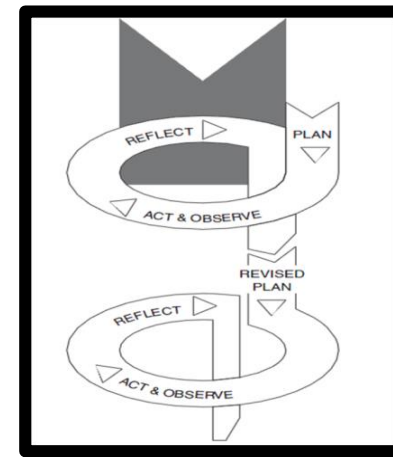 REFLECT
PLAN
ACT & OBSERVE
REVISED
PLAN
REFLECT
ACT & OBSERVE